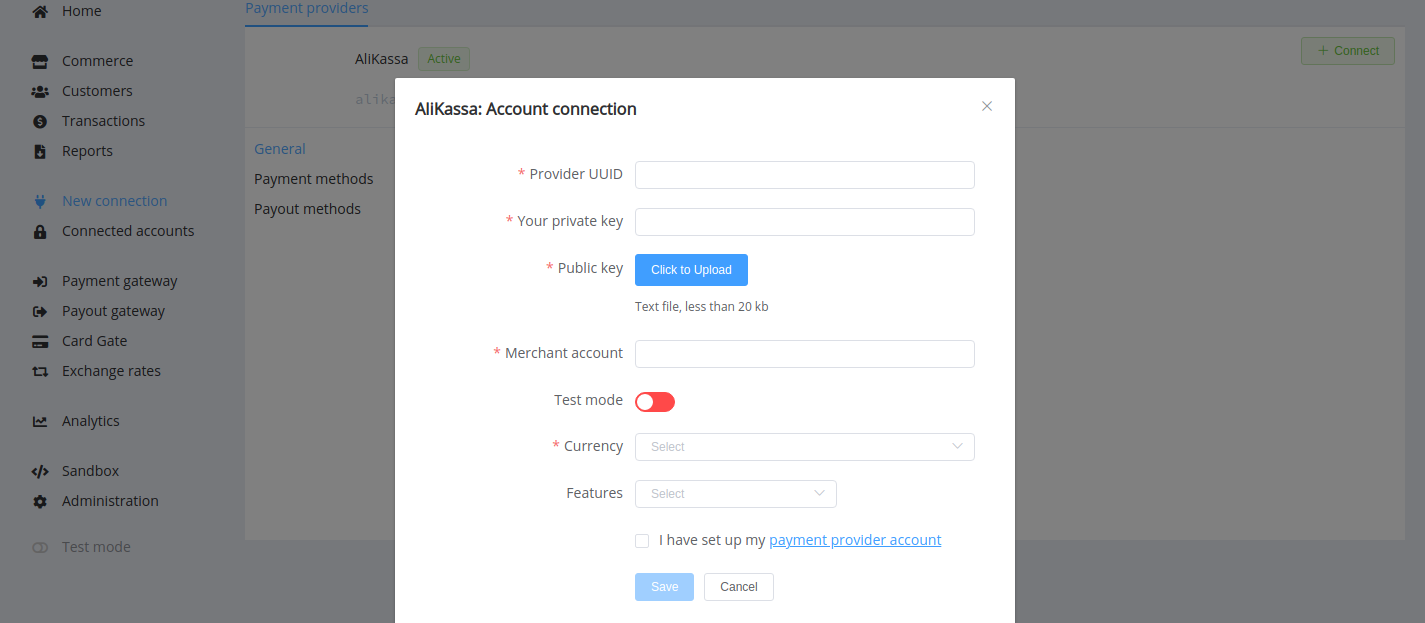 Home
Commerce
Customers
Transactions
Reports
New connection
Connected accounts
Payment gateway
Payout gateway
Card Gate
Exchange rates
Analytics
Sandbox
Administration
Test mode
Payment providers
AliKassa Active
+ Connect
alika
General
Payment methods
Payout methods
AliKassa: Account connection
* Provider UUID
* Your private key
* Public key Click to Upload
Text file, less than 20 kb
* Merchant account
Test mode
* Currency Select
Features Select
I have set up my payment provider account
Save Cancel